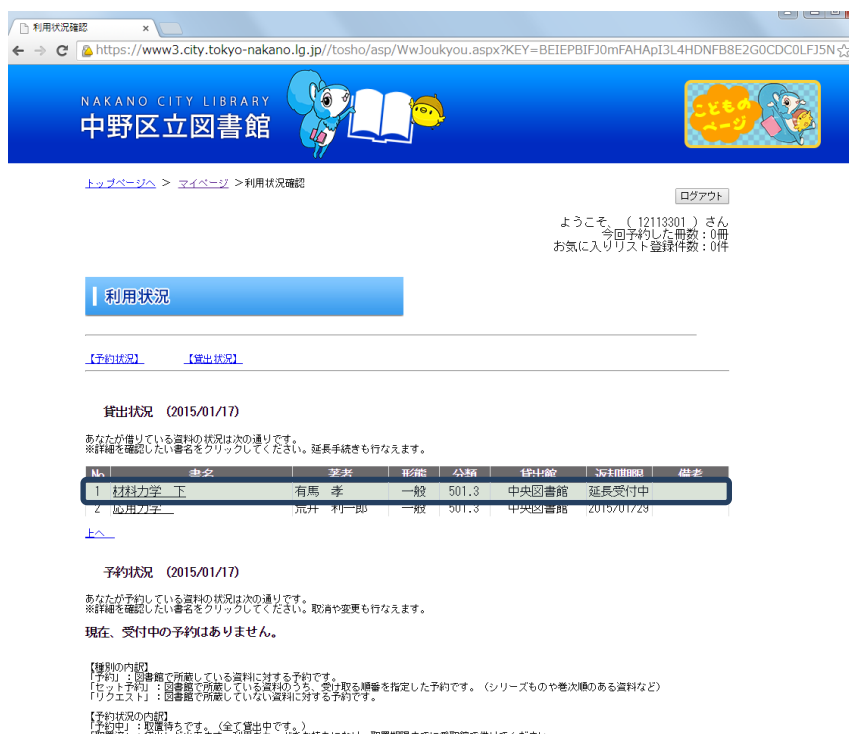 利用状況確認
https://www3.city.tokyo-nakano.lg.jp//tosho/asp/WwJoukyou.aspx?KEY=BEIEPBIFJ0mFAHApI3L4HDNFB8E2G0CDC0LFJ5N
NAKANO CITY LIBRARY
中野区立図書館
こどもの
ページ
トップページへ > マイページ >利用状況確認
ログアウト
ようこそ、 ( 12113301 ) さん
今回予約した冊数：0冊
お気に入りリスト登録件数：0件
利用状況
【予約状況】 【貸出状況】
貸出状況 (2015/01/17)
あなたが借りている資料の状況は次の通りです。
※詳細を確認したい書名をクリックしてください。延長手続きも行なえます。
No 書名 著者 形態 分類 貸出館 返却期限 備考
1 材料力学 下 有馬 孝 一般 501.3 中央図書館 延長受付中
2 応用力学 荒井 利一郎 一般 501.3 中央図書館 2015/01/29
上へ
予約状況 (2015/01/17)
あなたが予約している資料の状況は次の通りです。
※詳細を確認したい書名をクリックしてください。取消や変更も行なえます。
現在、受付中の予約はありません。
【種別の内訳】
「予約」：図書館で所蔵している資料に対する予約です。
「セット予約」：図書館で所蔵している資料のうち、受け取る順番を指定した予約です。（シリーズものや巻次順のある資料など）
「リクエスト」：図書館で所蔵していない資料に対する予約です。
【予約状況の内訳】
「予約中」：取置待ちです。（全て貸出中です。）